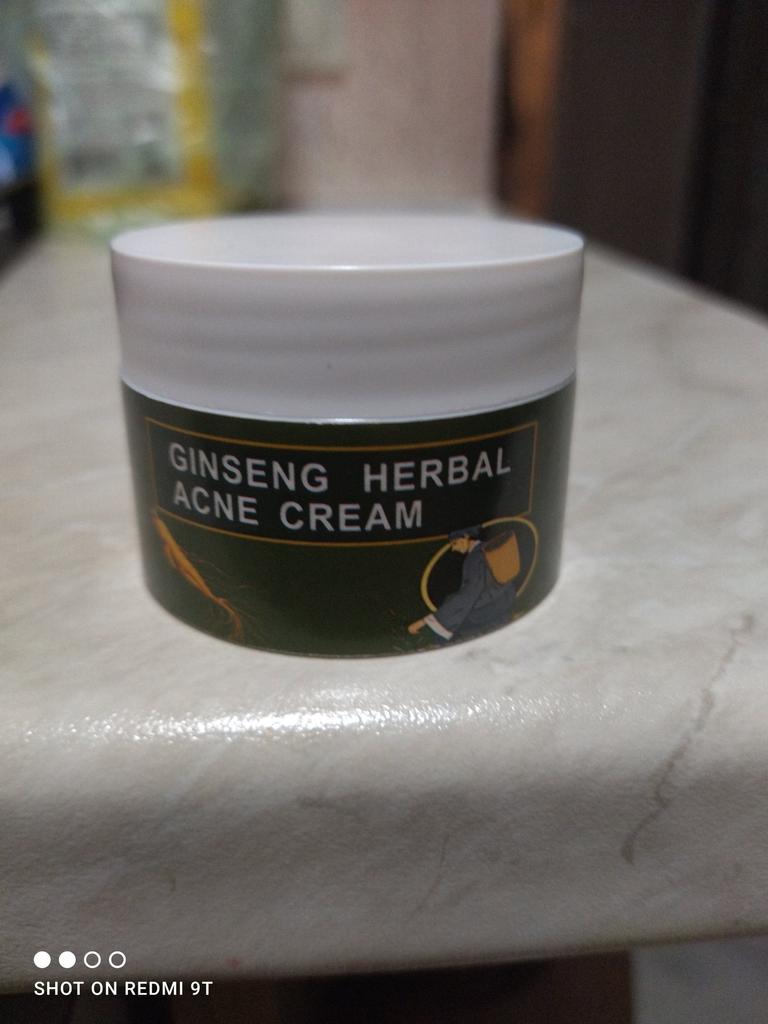 GINSENG HERBAL
ACNE CREAM
SHOT ON REDMI 9T